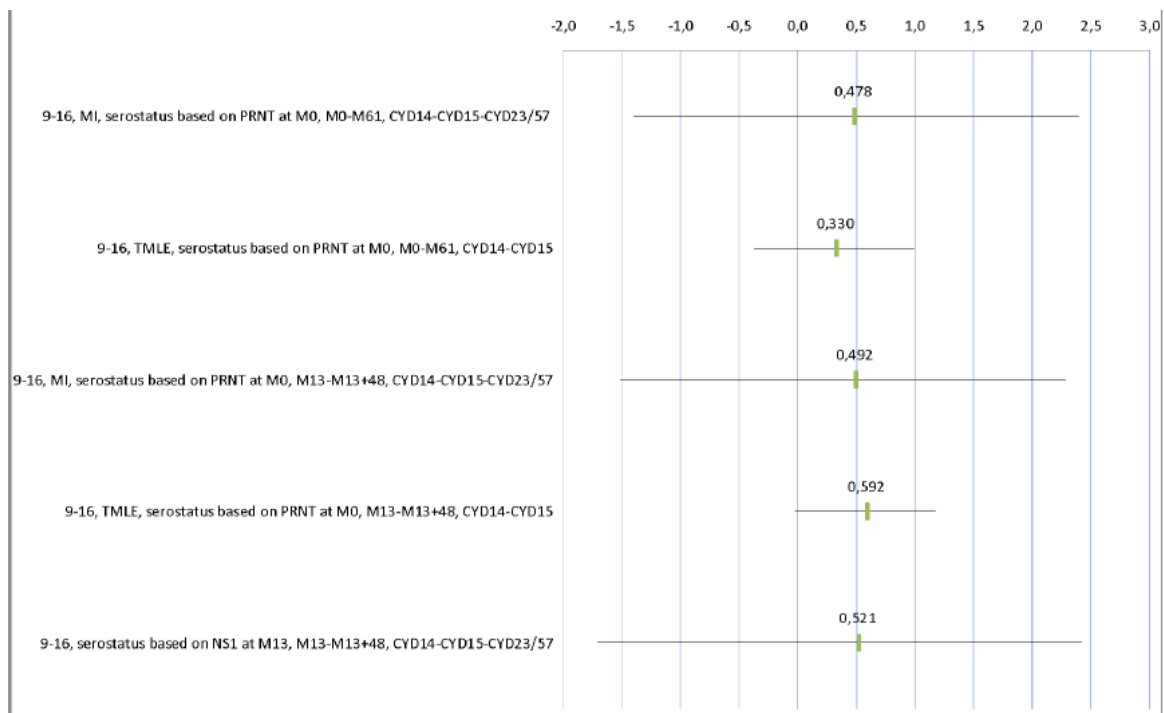 -2,0 -1,5 -1,0 -0,5 0,0 0,5 1,0 1,5 2,0 2,5 3,0
0,478
9-16, MI, serostatus based on PRNT at M0, M0-M61, CYD14-CYD15-CYD23/57
0,330
9-16, TMLE, serostatus based on PRNT at M0, M0-M61, CYD14-CYD15
0,492
9-16, MI, serostatus based on PRNT at M0, M13-M13+48, CYD14-CYD15-CYD23/57
0,592
9-16, TMLE, serostatus based on PRNT at M0, M13-M13+48, CYD14-CYD15
0,521
9-16, serostatus based on NS1 at M13, M13-M13+48, CYD14-CYD15-CYD23/57